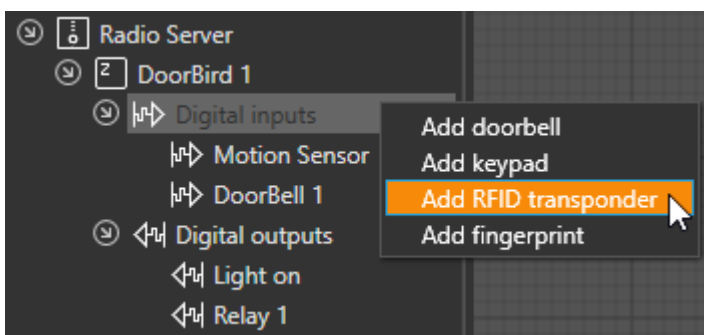 Radio Server
DoorBird 1
Digital inputs
Motion Sensor
DoorBell 1
Digital outputs
Light on
Relay 1
Add doorbell
Add keypad
Add RFID transponder
Add fingerprint